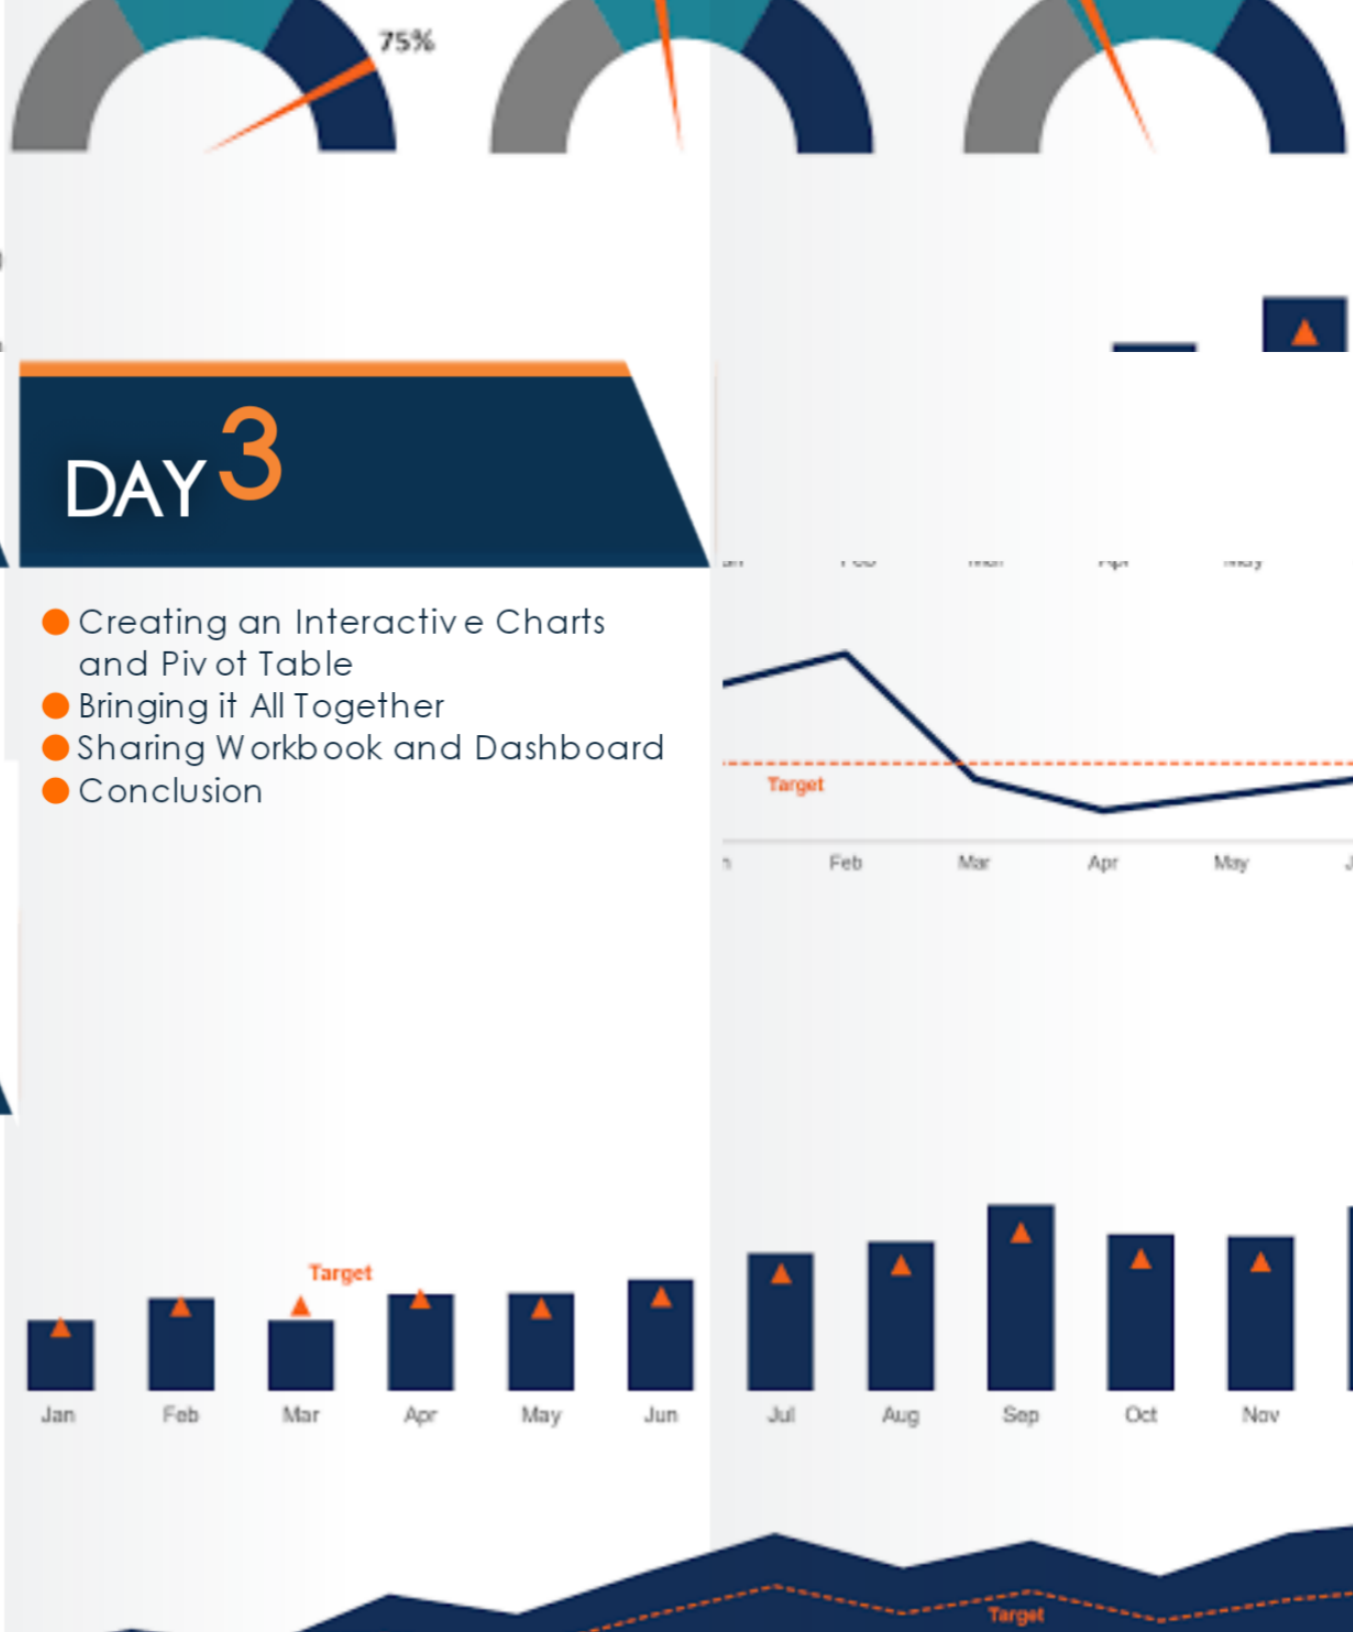 75%
DAY 3
Creating an Interactive Charts
and Pivot Table
Bringing it All Together
Sharing Workbook and Dashboard
Conclusion
Target
Feb Mar Apr May
Target
Jan Feb Mar Apr May Jun Jul Aug Sep Oct Nov
Target